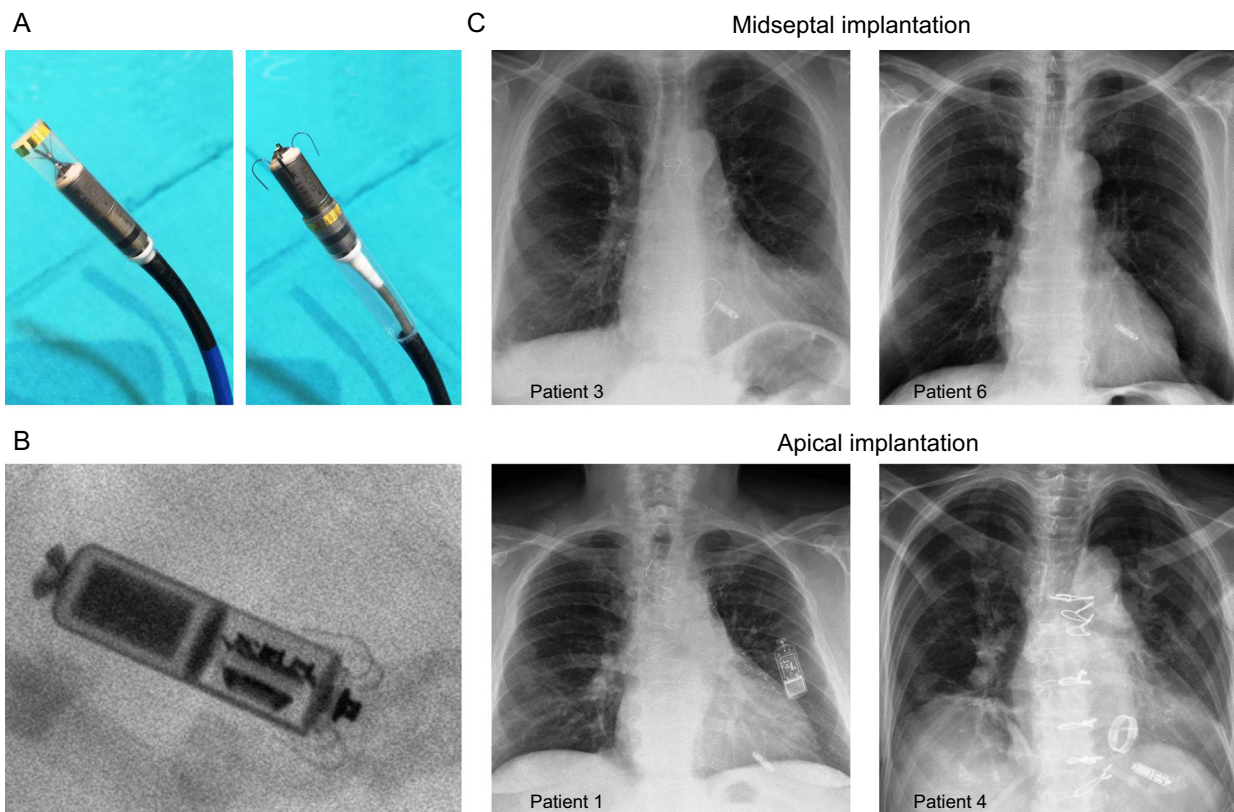 A
C
Midseptal implantation
Patient 3
Patient 6
B
Apical implantation
Patient 1
Patient 4